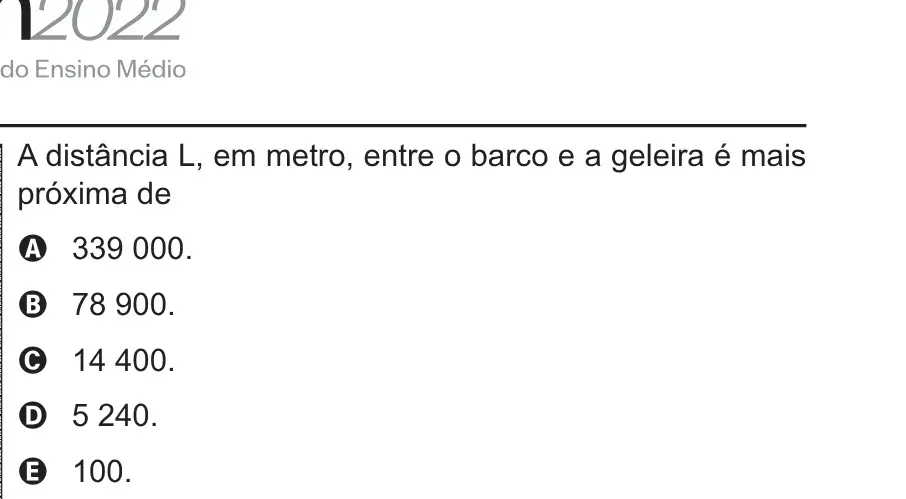 2022
do Ensino Médio
A distância L, em metro, entre o barco e a geleira é mais
próxima de
A 339 000.
B 78 900.
C 14 400.
D 5 240.
E 100.